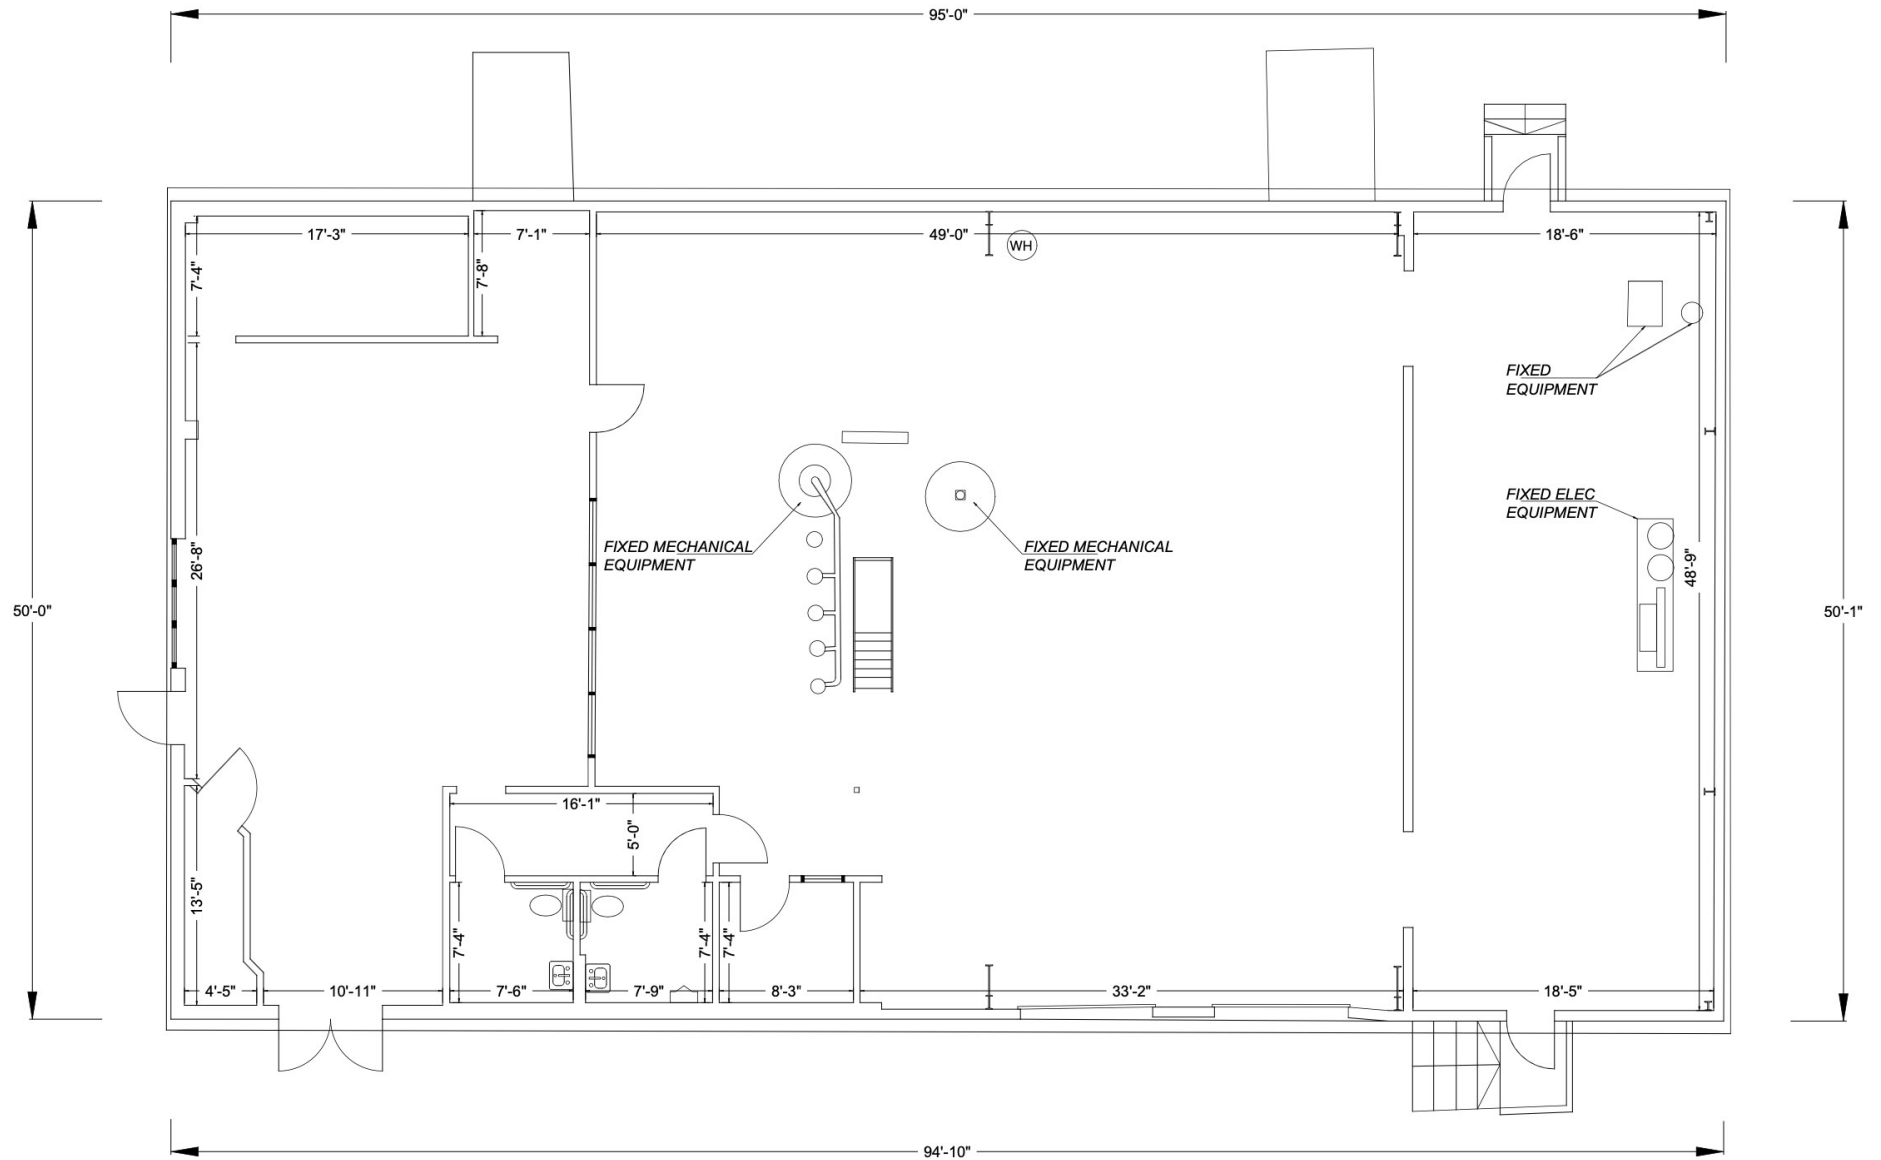 95'-0"
17'-3"
7'-1"
49'-0"
WH
18'-6"
7'-4"
7'-8"
FIXED
EQUIPMENT
FIXED ELEC
EQUIPMENT
FIXED MECHANICAL
EQUIPMENT
FIXED MECHANICAL
EQUIPMENT
26'-8"
48'-9"
50'-0"
50'-1"
16'-1"
5'-0"
13'-5"
7'-4"
7'-4"
7'-4"
4'-5"
10'-11"
7'-6"
7'-9"
8'-3"
33'-2"
18'-5"
94'-10"